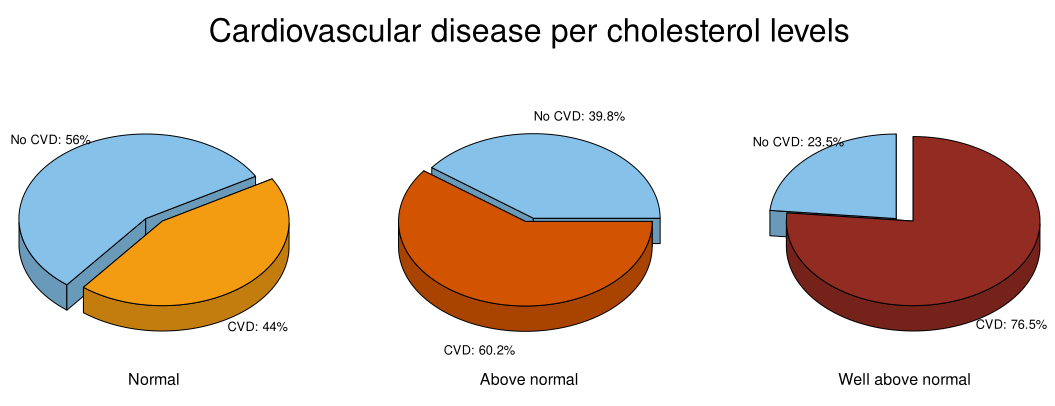 Cardiovascular disease per cholesterol levels
No CVD: 56%
CVD: 44%
Normal
No CVD: 39.8%
CVD: 60.2%
Above normal
No CVD: 23.5%
CVD: 76.5%
Well above normal